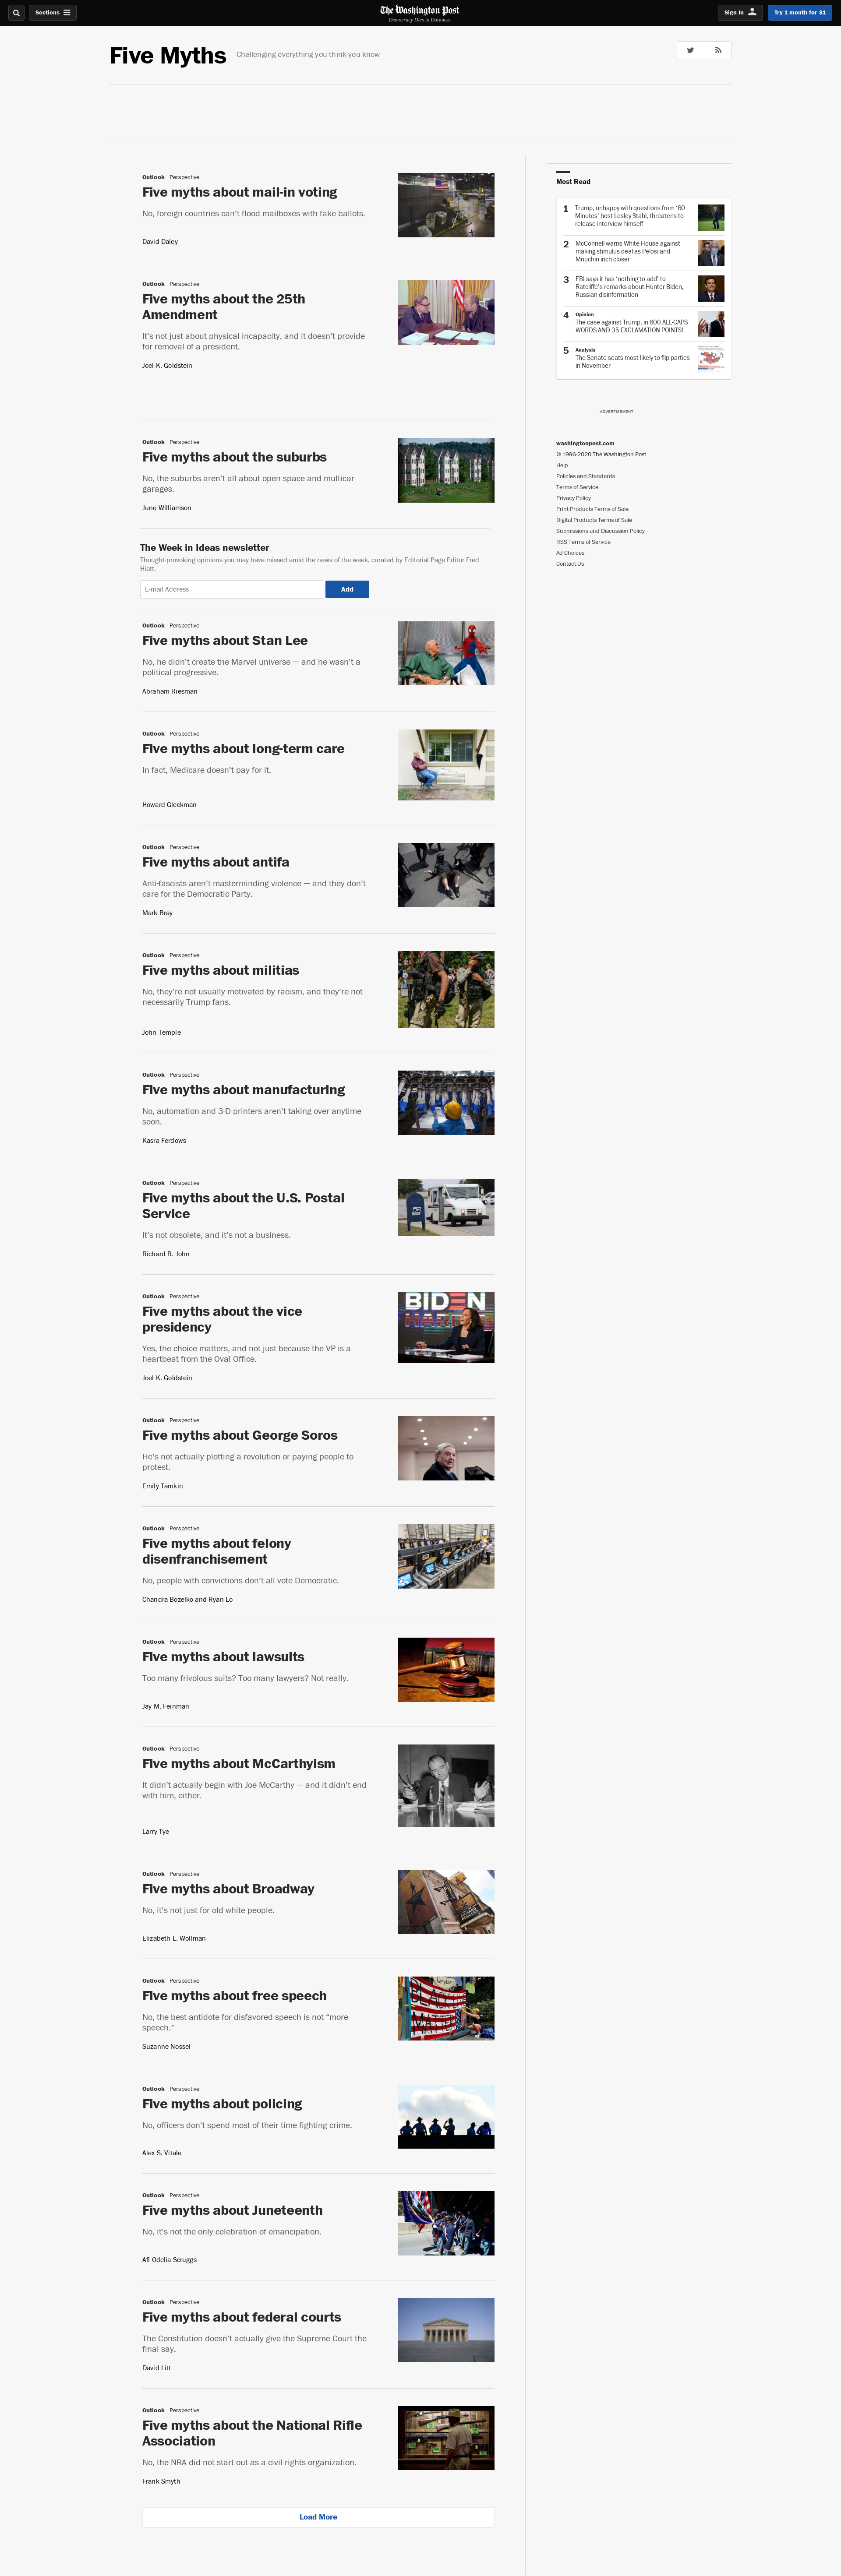 Sections
The Washington Post
Democracy Dies in Darkness
Sign In
Try 1 month for $1
Five Myths
Challenging everything you think you know
Outlook Perspective
Five myths about mail-in voting
No, foreign countries can't flood mailboxes with fake ballots.
David Daley
Outlook Perspective
Five myths about the 25th
Amendment
It's not just about physical incapacity, and it doesn't provide
for removal of a president.
Joel K. Goldstein
Outlook Perspective
Five myths about the suburbs
No, the suburbs aren't all about open space and multicar
garages.
June Williamson
The Week in Ideas newsletter
Thought-provoking opinions you may have missed amid the news of the week, curated by Editorial Page Editor Fred
Hiatt.
E-mail Address
Add
Outlook Perspective
Five myths about Stan Lee
No, he didn't create the Marvel universe — and he wasn't a
political progressive.
Abraham Riesman
Outlook Perspective
Five myths about long-term care
In fact, Medicare doesn't pay for it.
Howard Gleckman
Outlook Perspective
Five myths about antifa
Anti-fascists aren't masterminding violence — and they don't
care for the Democratic Party.
Mark Bray
Outlook Perspective
Five myths about militias
No, they're not usually motivated by racism, and they're not
necessarily Trump fans.
John Temple
Outlook Perspective
Five myths about manufacturing
No, automation and 3-D printers aren't taking over anytime
soon.
Kasra Ferdows
Outlook Perspective
Five myths about the U.S. Postal
Service
It's not obsolete, and it's not a business.
Richard R. John
Outlook Perspective
Five myths about the vice
presidency
Yes, the choice matters, and not just because the VP is a
heartbeat from the Oval Office.
Joel K. Goldstein
BIDEN
HARRIS
Outlook Perspective
Five myths about George Soros
He's not actually plotting a revolution or paying people to
protest.
Emily Tamkin
Outlook Perspective
Five myths about felony
disenfranchisement
No, people with convictions don't all vote Democratic.
Chandra Bozelko and Ryan Lo
Outlook Perspective
Five myths about lawsuits
Too many frivolous suits? Too many lawyers? Not really.
Jay M. Feinman
Outlook Perspective
Five myths about McCarthyism
It didn't actually begin with Joe McCarthy — and it didn't end
with him, either.
Larry Tye
Outlook Perspective
Five myths about Broadway
No, it's not just for old white people.
Elizabeth L. Wollman
Outlook Perspective
Five myths about free speech
No, the best antidote for disfavored speech is not "more
speech."
Suzanne Nossel
Outlook Perspective
Five myths about policing
No, officers don't spend most of their time fighting crime.
Alex S. Vitale
Outlook Perspective
Five myths about Juneteenth
No, it's not the only celebration of emancipation.
Afi-Odelia Scruggs
Outlook Perspective
Five myths about federal courts
The Constitution doesn't actually give the Supreme Court the
final say.
David Litt
Outlook Perspective
Five myths about the National Rifle
Association
No, the NRA did not start out as a civil rights organization.
Frank Smyth
Load More
Most Read
1 Trump, unhappy with questions from '60
Minutes' host Lesley Stahl, threatens to
release interview himself
2 McConnell warns White House against
making stimulus deal as Pelosi and
Mnuchin inch closer
3 FBI says it has 'nothing to add' to
Ratcliffe's remarks about Hunter Biden,
Russian disinformation
4 Opinion
The case against Trump, in 600 ALL-CAPS
WORDS AND 35 EXCLAMATION POINTS!
5 Analysis
The Senate seats most likely to flip parties
in November
ADVERTISEMENT
washingtonpost.com
© 1996-2020 The Washington Post
Help
Policies and Standards
Terms of Service
Privacy Policy
Print Products Terms of Sale
Digital Products Terms of Sale
Submissions and Discussion Policy
RSS Terms of Service
Ad Choices
Contact Us